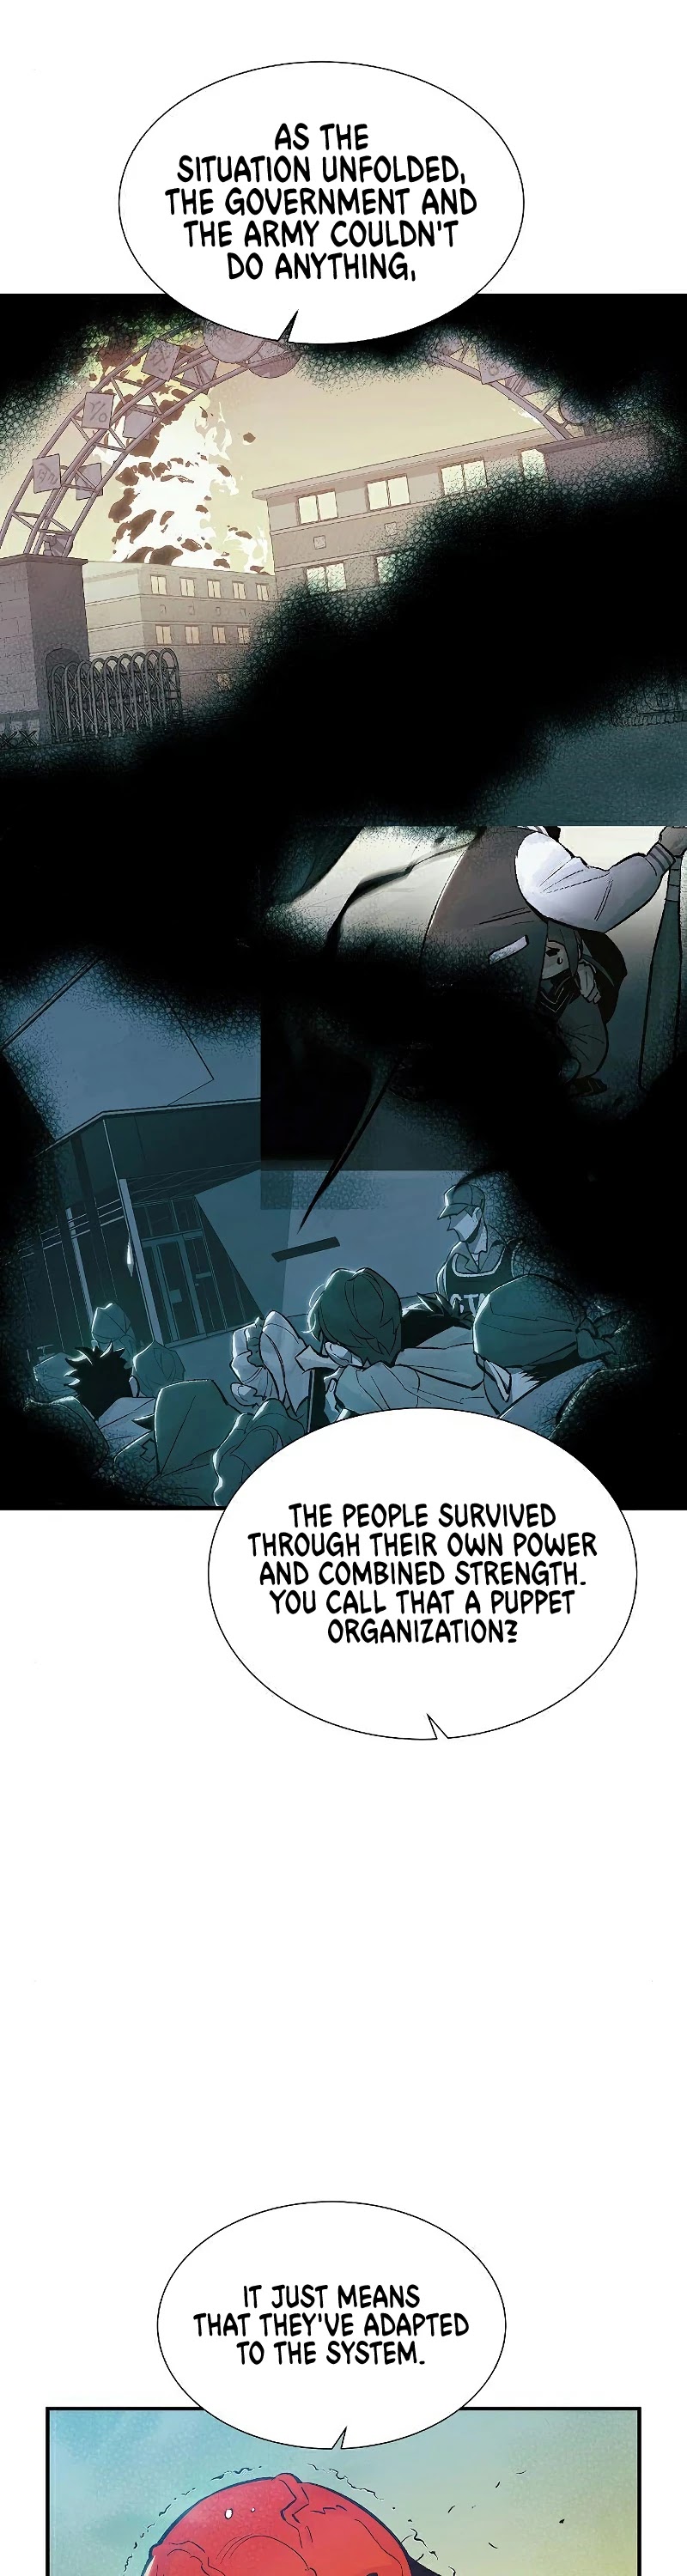 AS THE
SITUATION UNFOLDED,
THE GOVERNMENT AND
THE ARMY COULDN'T
DO ANYTHING,
THE PEOPLE SURVIVED
THROUGH THEIR OWN POWER
AND COMBINED STRENGTH.
YOU CALL THAT A PUPPET
ORGANIZATION?
IT JUST MEANS
THAT THEY'VE ADAPTED
TO THE SYSTEM.